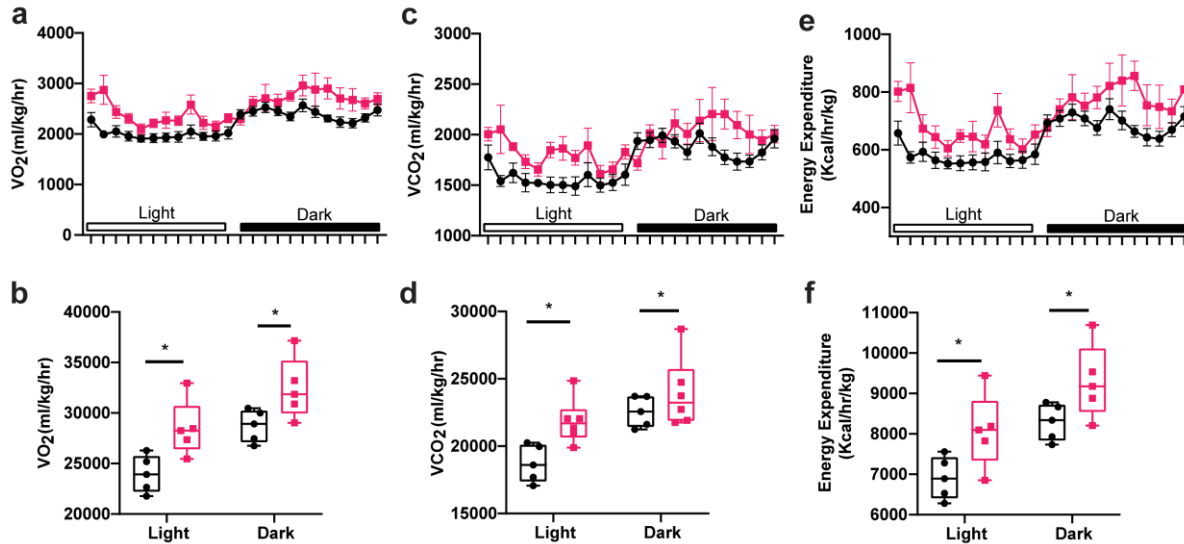 a
VO2 (ml/kg/hr)
4000
3000
2000
1000
0
Light
Dark
c
VCO2 (ml/kg/hr)
3000
2500
2000
1500
1000
Light
Dark
e
Energy Expenditure
(Kcal/hr/kg)
1000
800
600
400
Light
Dark
b
VO2 (ml/kg/hr)
40000
35000
30000
25000
20000
*
*
Light
Dark
d
VCO2 (ml/kg/hr)
30000
25000
20000
15000
*
*
Light
Dark
f
Energy Expenditure
(Kcal/hr/kg)
11000
10000
9000
8000
7000
6000
*
*
Light
Dark